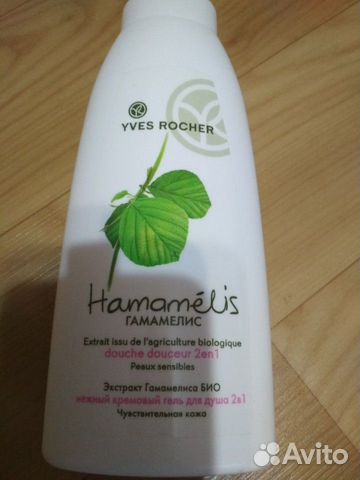 YVES ROCHER
Hamamélis
ГАМАМЕЛИС
Extrait issu de l'agriculture biologique
douche douceur 2en1
Peaux sensibles
Экстракт Гамамелиса БИО
нежный кремовый гель для душа 2в1
Чувствительная кожа
Avito